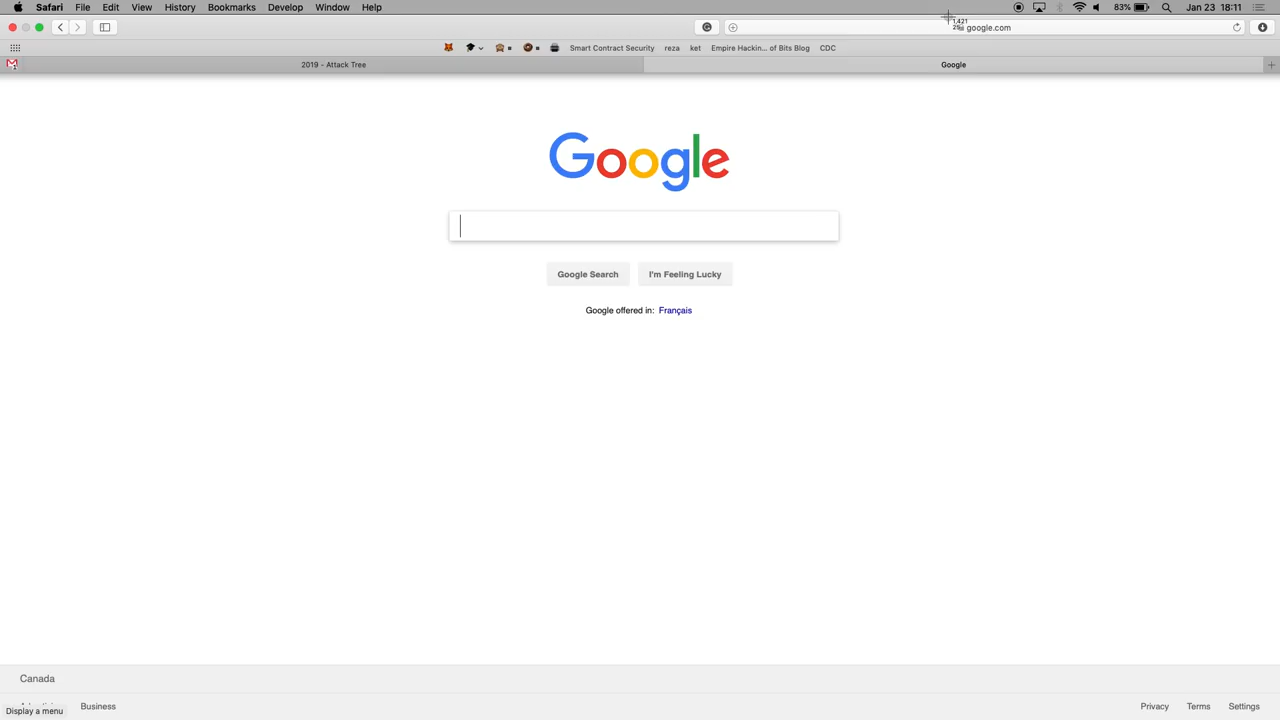 Safari File Edit View History Bookmarks Develop Window Help 83% Jan 23 18:11
1,421
google.com
Smart Contract Security reza ket Empire Hackin... of Bits Blog CDC
2019 - Attack Tree Google
Google
Google Search I'm Feeling Lucky
Google offered in: Français
Canada
Business Privacy Terms Settings
Display a menu